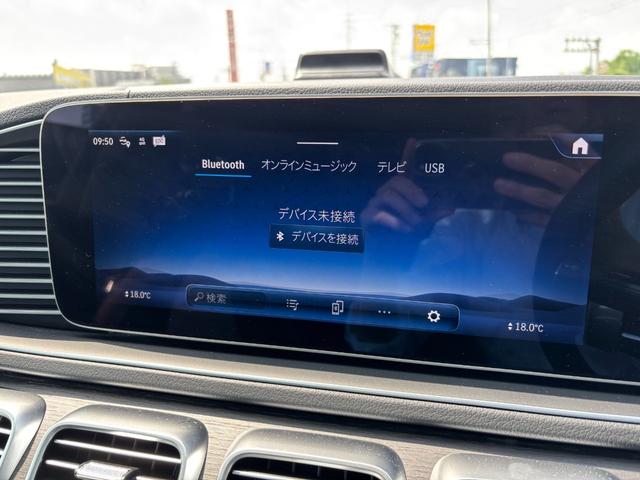 09:50
Bluetooth オンラインミュージック テレビ USB
デバイス未接続
デバイスを接続
検索 ...
18.0℃ 18.0℃